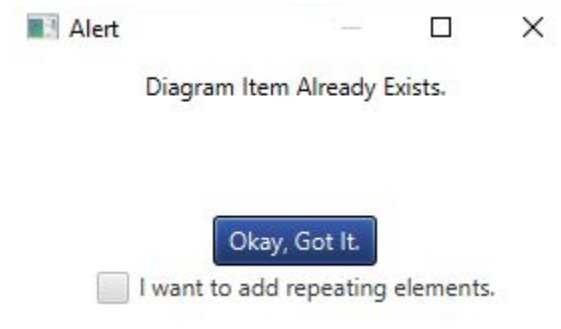 Alert
Diagram Item Already Exists.
Okay, Got It.
I want to add repeating elements.